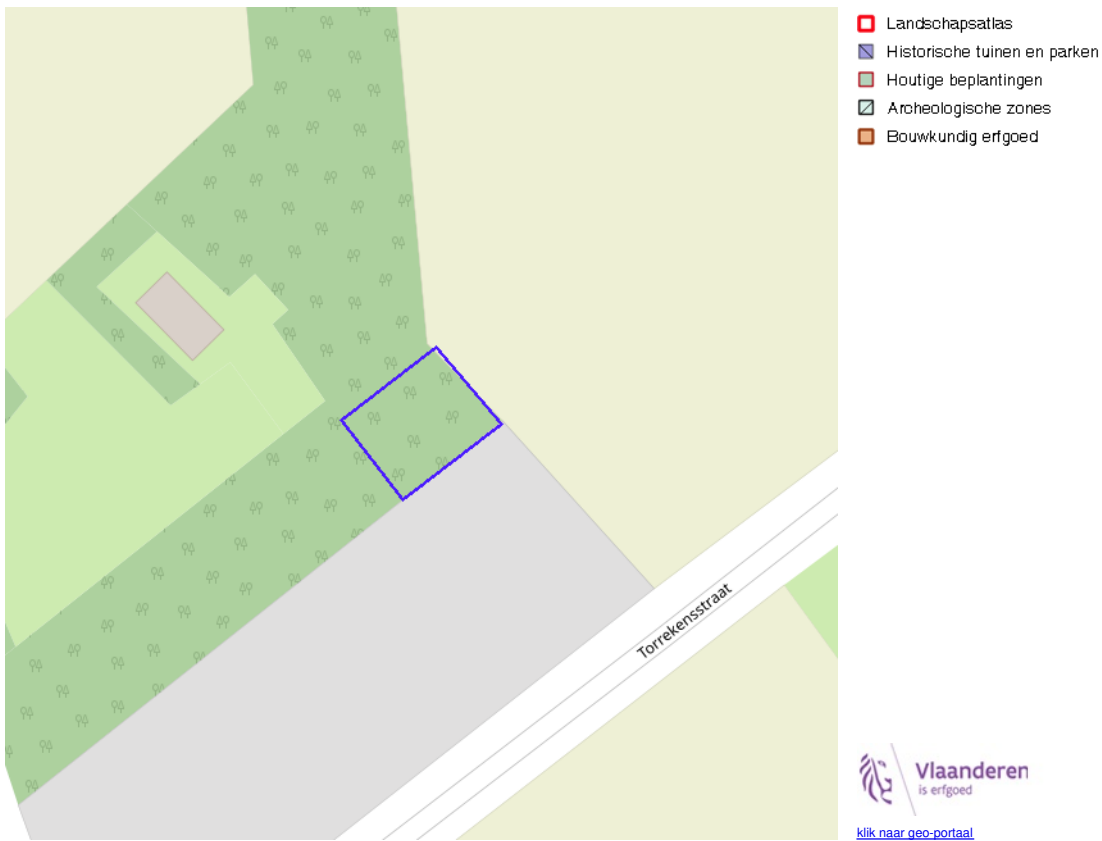 Landschapsatlas
Historische tuinen en parken
Houtige beplantingen
Archeologische zones
Bouwkundig erfgoed
Torrekensstraat
Vlaanderen
is erfgoed
klik naar geo-portaal